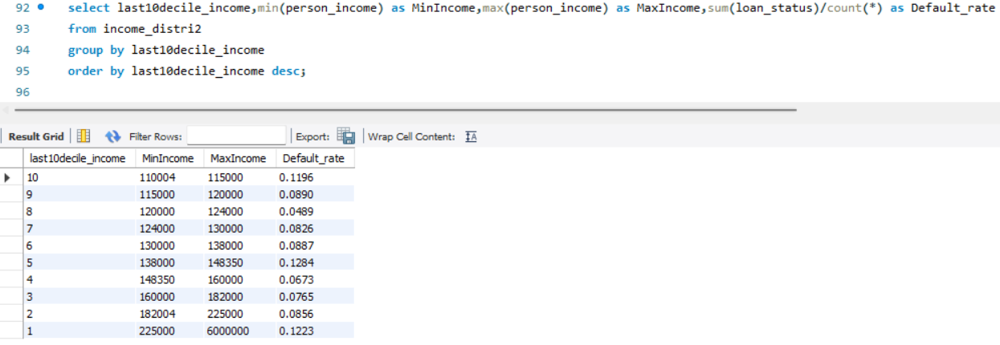 92 select last10decile_income,min(person_income) as MinIncome,max(person_income) as MaxIncome,sum(loan_status)/count(*) as Default_rate
93 from income_distri2
94 group by last10decile_income
95 order by last10decile_income desc;
96
Result Grid Filter Rows: Export: Wrap Cell Content: IA
last10decile_income MinIncome MaxIncome Default_rate
10 110004 115000 0.1196
9 115000 120000 0.0890
8 120000 124000 0.0489
7 124000 130000 0.0826
6 130000 138000 0.0887
5 138000 148350 0.1284
4 148350 160000 0.0673
3 160000 182000 0.0765
2 182004 225000 0.0856
1 225000 6000000 0.1223